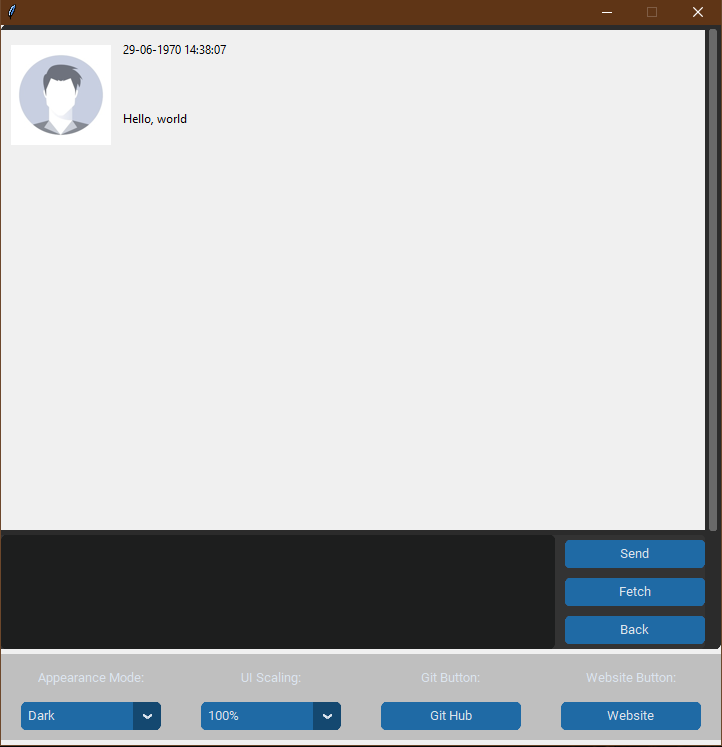 29-06-1970 14:38:07
Hello, world
Send
Fetch
Back
Appearance Mode: UI Scaling: Git Button: Website Button:
Dark 100% Git Hub Website